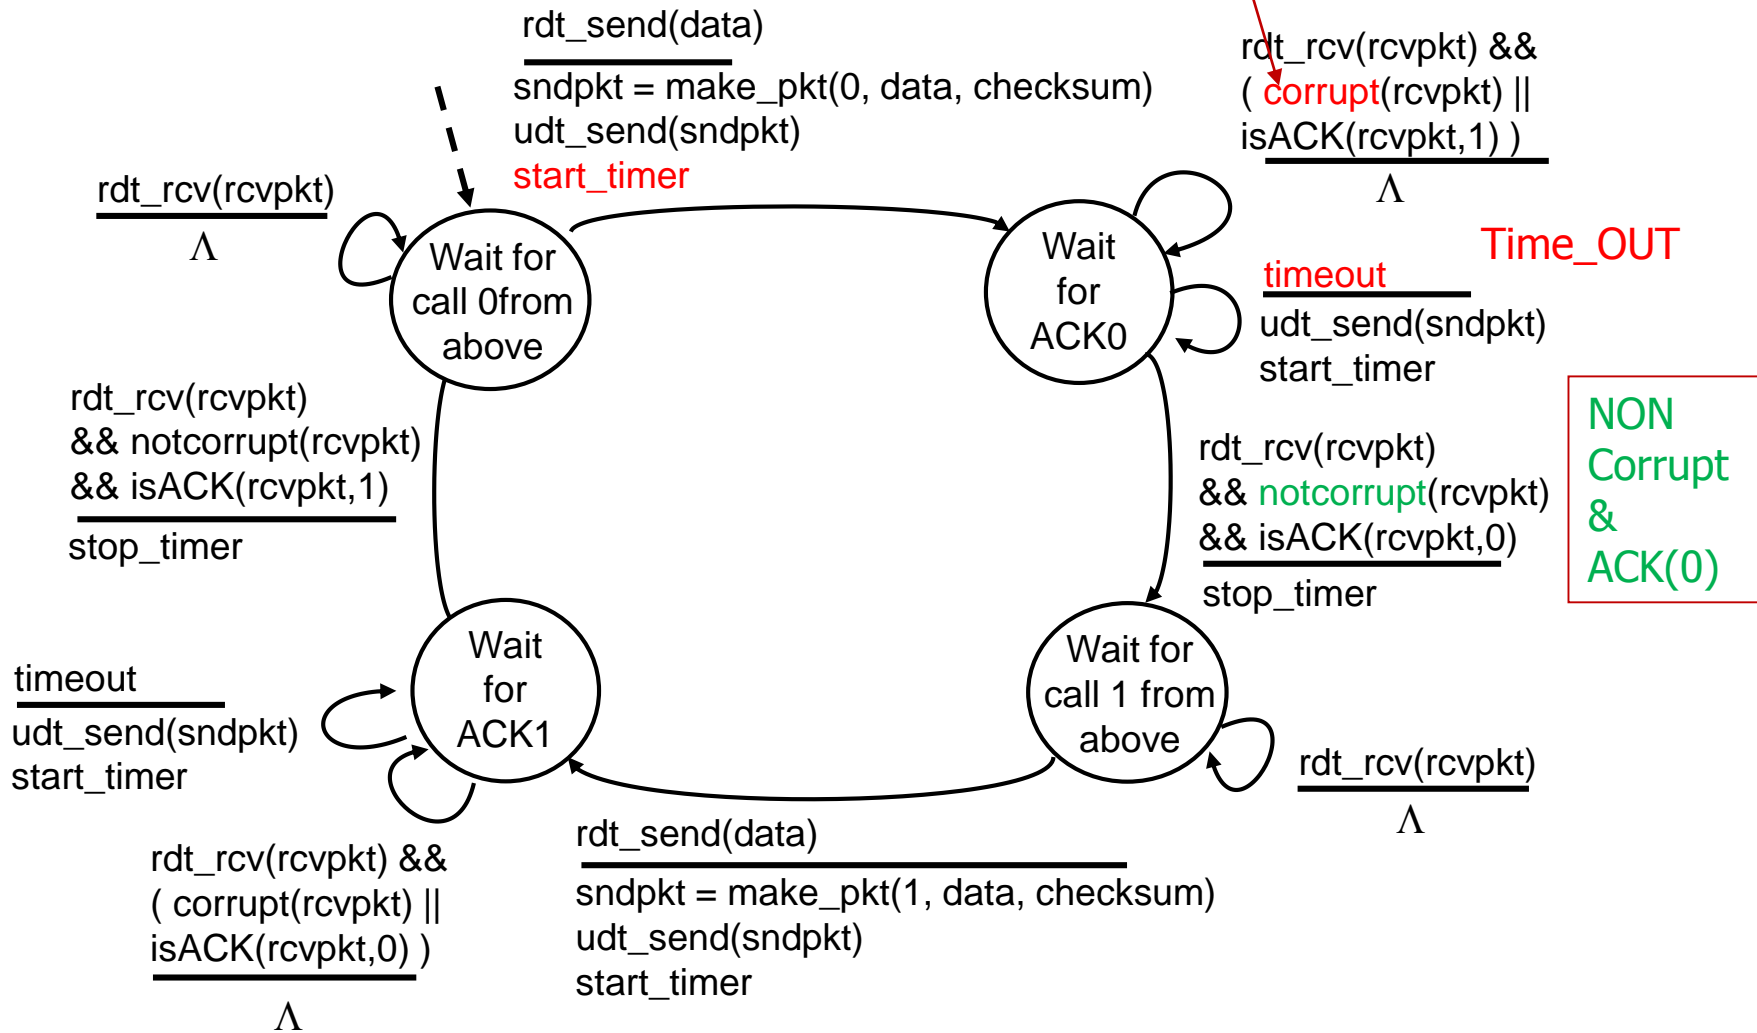 rdt_send(data)
sndpkt = make_pkt(0, data, checksum)
udt_send(sndpkt)
start_timer
rdt_rcv(rcvpkt) &&
( corrupt(rcvpkt) ||
isACK(rcvpkt,1) )
Λ
rdt_rcv(rcvpkt)
Λ
Wait for
call 0from
above
Wait
for
ACK0
Time_OUT
timeout
udt_send(sndpkt)
start_timer
rdt_rcv(rcvpkt)
&& notcorrupt(rcvpkt)
&& isACK(rcvpkt,1)
stop_timer
rdt_rcv(rcvpkt)
&& notcorrupt(rcvpkt)
&& isACK(rcvpkt,0)
stop_timer
NON
Corrupt
&
ACK(0)
timeout
udt_send(sndpkt)
start_timer
Wait
for
ACK1
Wait for
call 1 from
above
rdt_rcv(rcvpkt)
Λ
rdt_rcv(rcvpkt) &&
( corrupt(rcvpkt) ||
isACK(rcvpkt,0) )
Λ
rdt_send(data)
sndpkt = make_pkt(1, data, checksum)
udt_send(sndpkt)
start_timer